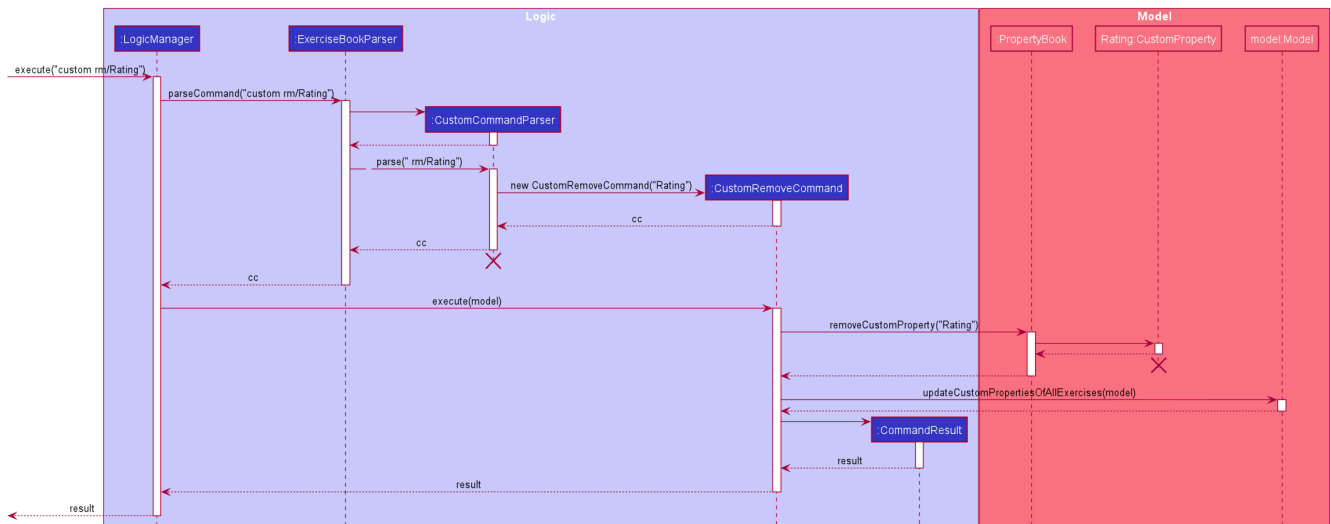 Logic
Model
:LogicManager
:ExerciseBookParser
:PropertyBook
Rating:CustomProperty
model:Model
execute("custom rm/Rating")
parseCommand("custom rm/Rating")
:CustomCommandParser
parse(" rm/Rating")
new CustomRemoveCommand("Rating")
:CustomRemoveCommand
cc
cc
cc
execute(model)
removeCustomProperty("Rating")
updateCustomPropertiesOfAllExercises(model)
:CommandResult
result
result
result